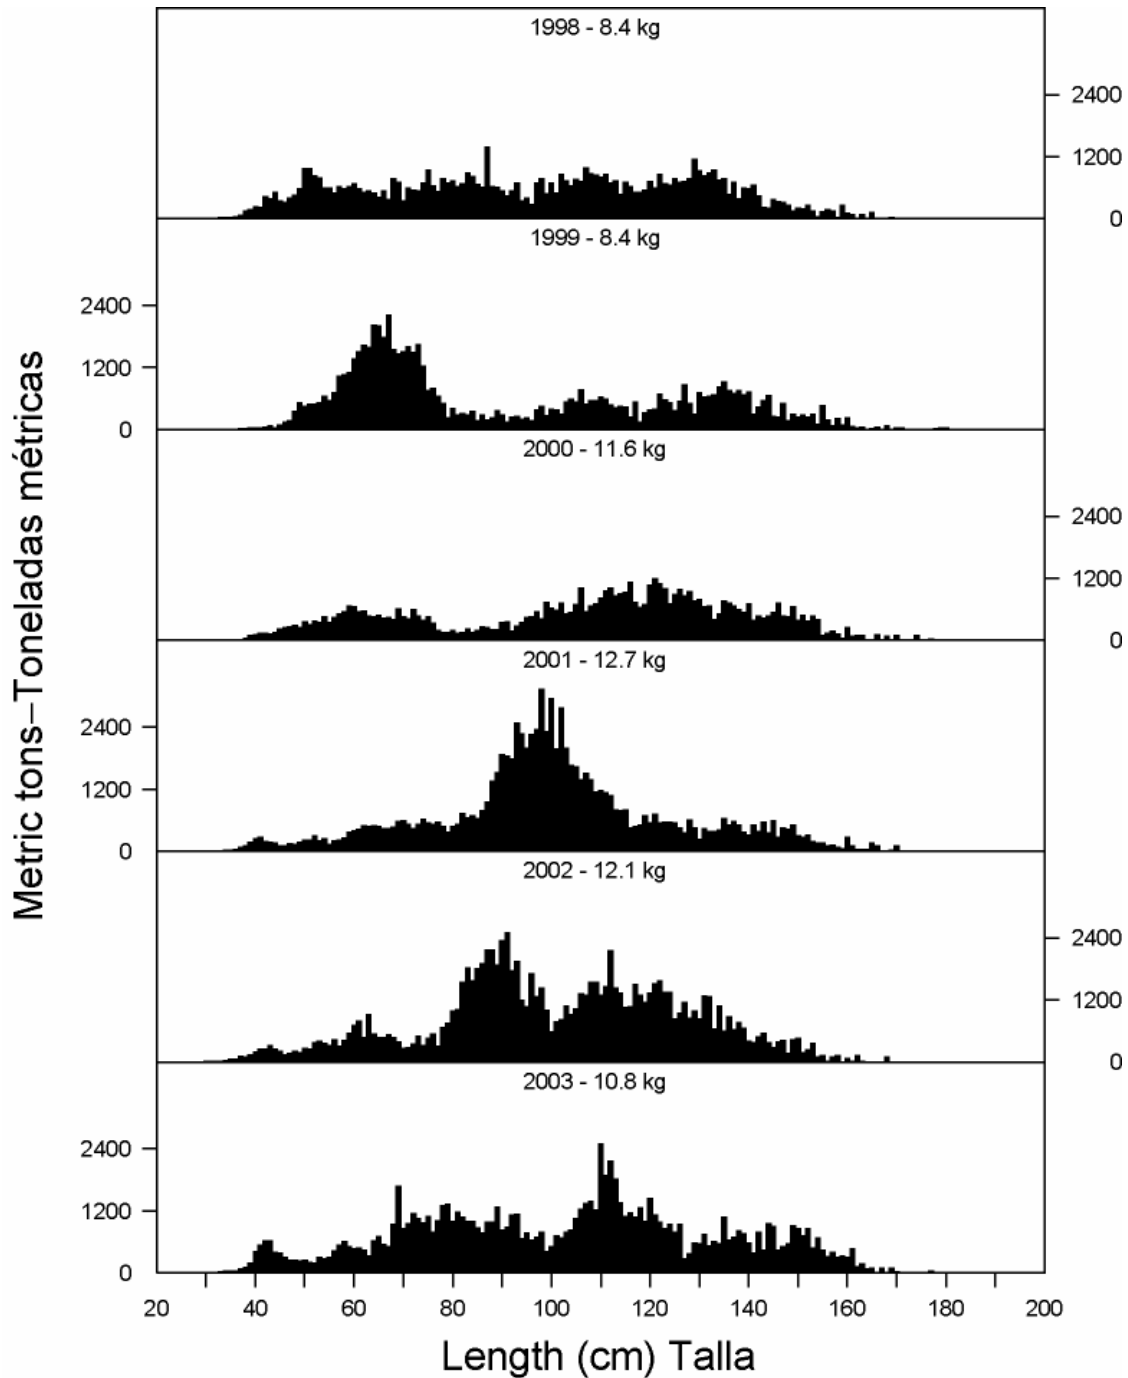 1998 - 8.4 kg
2400
1200
0
1999 - 8.4 kg
2400
1200
0
2000 - 11.6 kg
2400
1200
0
2001 - 12.7 kg
2400
1200
0
2002 - 12.1 kg
2400
1200
0
2003 - 10.8 kg
2400
1200
0
20 40 60 80 100 120 140 160 180 200
Length (cm) Talla
Metric tons–Toneladas métricas